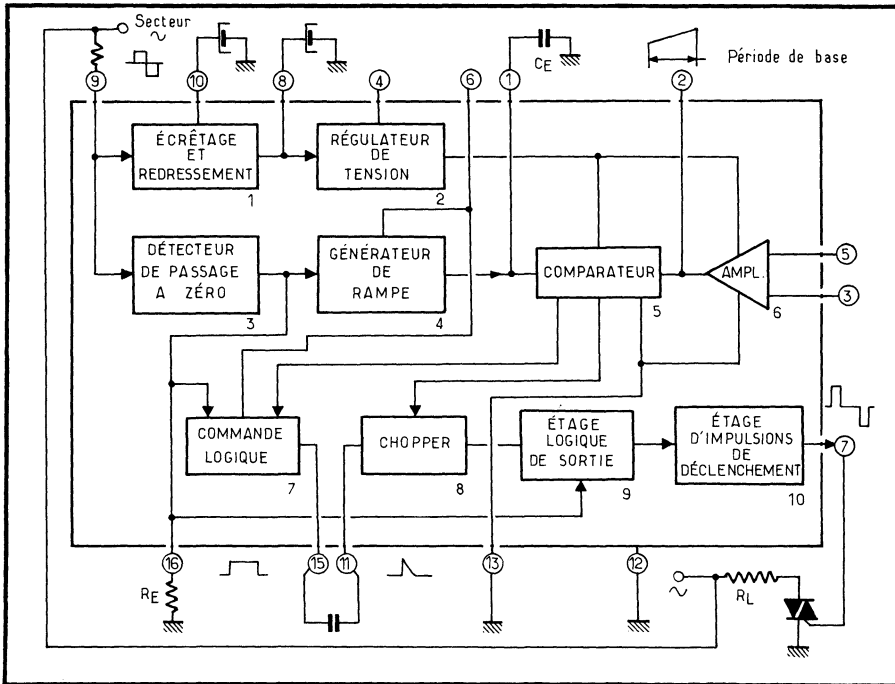 Secteur
~
9
10
8
4
6
1
CE
2
Période de base
ÉCRÊTAGE
ET
REDRESSEMENT
1
RÉGULATEUR
DE
TENSION
2
DÉTECTEUR
DE PASSAGE
A ZÉRO
3
GÉNÉRATEUR
DE
RAMPE
4
COMPARATEUR
5
AMPL.
6
5
3
COMMANDE
LOGIQUE
7
CHOPPER
8
ÉTAGE
LOGIQUE
DE SORTIE
9
ÉTAGE
D'IMPULSIONS
DE
DÉCLENCHEMENT
10
7
16
15
11
13
12
RE
~
RL